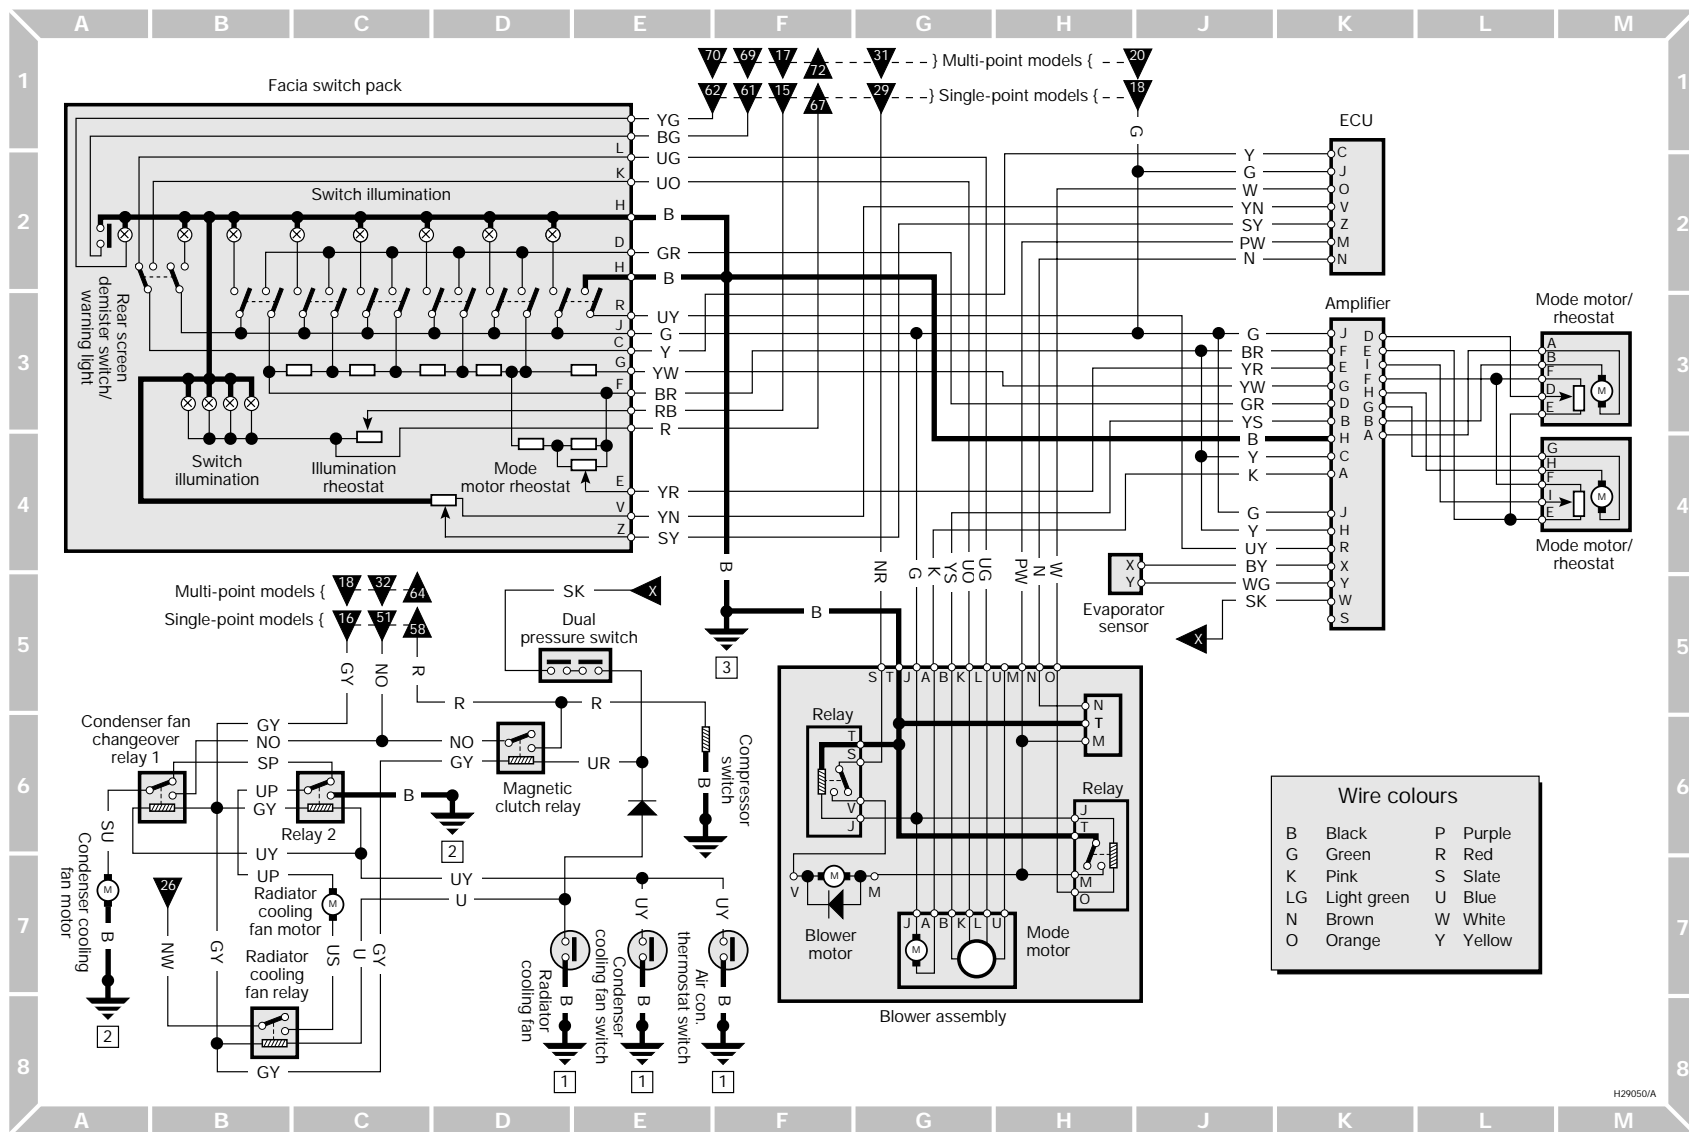 A B C D E F G H J K L M
1 1
2 2
3 3
4 4
5 5
6 6
7 7
8 8
70 69 17 72 31 } Multi-point models { 20
62 61 15 67 29 } Single-point models { 18
Facia switch pack
YG
BG
L UG
K UO
H B
D GR
H B
R UY
J G
C Y
G YW
F BR
RB
R
E YR
V YN
Z SY
Switch illumination
Rear screen
demister switch/
warning light
Switch
illumination
Illumination
rheostat
Mode
motor rheostat
G
ECU
Y C
G J
W O
YN V
SY Z
PW M
N N
Amplifier
G J D
BR F E
YR E I
YW G F
GR D H
YS B G
B H B
Y C A
K A
G J
Y H
UY R
BY X
WG Y
SK W
S
Mode motor/
rheostat
A
B
F
D
E
M
G
H
F
I
E
M
Mode motor/
rheostat
X
Y
Evaporator
sensor
X
B
NR G K YS UO UG PW N W
Multi-point models { 18 32 64
Single-point models { 16 51 58
GY NO R
SK X
Dual
pressure switch
B
3
R R
Condenser fan
changeover
relay 1
GY
NO
SP
UP
GY
UY
UP
Relay 2
B
2
NO
GY
UR
Magnetic
clutch relay
B
Compressor
switch
SU
Condenser cooling
fan motor
M
B
2
26
NW
GY
Radiator
cooling
fan motor
M
US U GY
Radiator
cooling
fan relay
GY
UY
U
UY UY
Radiator
cooling fan
Condenser
cooling fan switch
Air con.
thermostat switch
B B B
1 1 1
S T J A B K L U M N O
Relay
T
S
V
J
N
T
M
Relay
J
T
M
O
V M M
Blower
motor
J A B K L U
M
Mode
motor
Blower assembly
Wire colours
B Black P Purple
G Green R Red
K Pink S Slate
LG Light green U Blue
N Brown W White
O Orange Y Yellow
H29050/A
A B C D E F G H J K L M